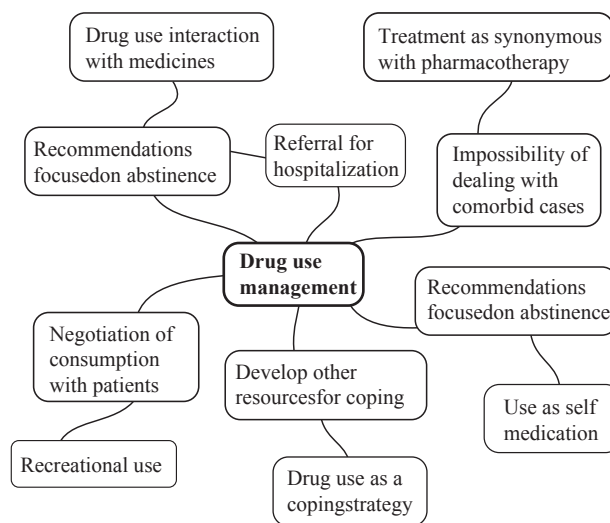 Drug use interaction
with medicines
Treatment as synonymous
with pharmacotherapy
Recommendations
focusedon abstinence
Referral for
hospitalization
Impossibility of
dealing with
comorbid cases
Drug use
management
Recommendations
focusedon abstinence
Negotiation of
consumption
with patients
Develop other
resourcesfor coping
Use as self
medication
Recreational use
Drug use as a
copingstrategy